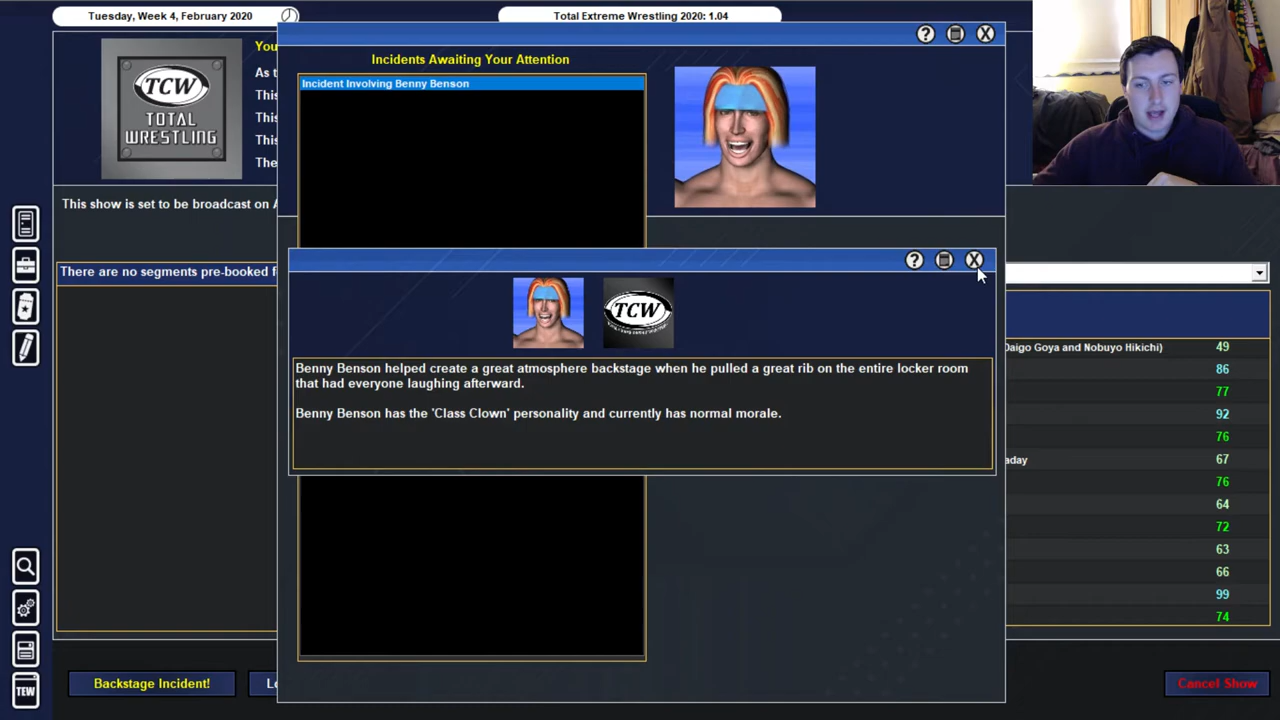 Tuesday, Week 4, February 2020
Total Extreme Wrestling 2020: 1.04
TCW
TOTAL
WRESTLING
You
As t
This
This
This
The
Incidents Awaiting Your Attention
Incident Involving Benny Benson
?
X
This show is set to be broadcast on A
There are no segments pre-booked f
?
X
TCW
Benny Benson helped create a great atmosphere backstage when he pulled a great rib on the entire locker room
that had everyone laughing afterward.
Benny Benson has the 'Class Clown' personality and currently has normal morale.
Daigo Goya and Nobuyo Hikichi) 49
86
77
92
76
aday 67
76
64
72
63
66
99
74
TEW
Backstage Incident!
Lo
Cancel Show